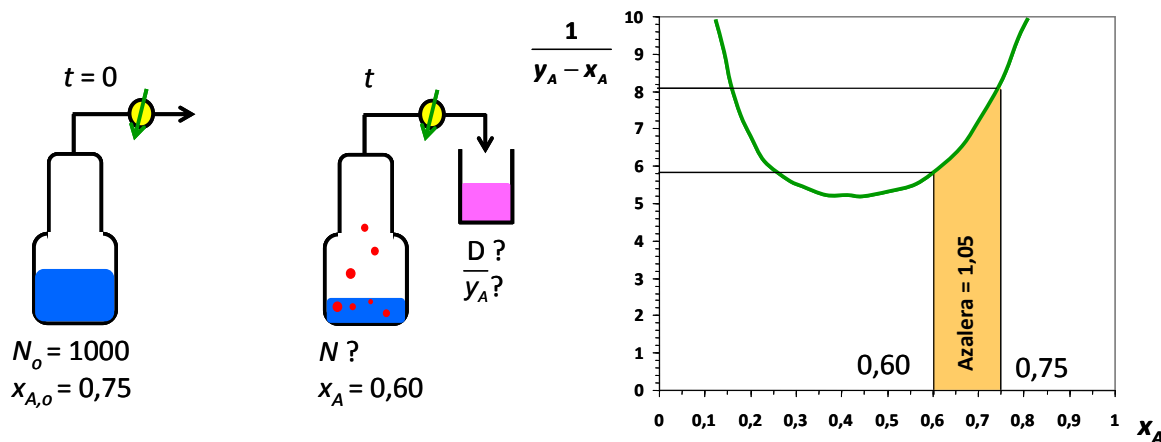 t = 0
N₀ = 1000
x_A,o = 0,75
t
D ?
y̅_A?
N ?
x_A = 0,60
1
y_A – x_A
10
9
8
7
6
5
4
3
2
1
0
Azalera = 1,05
0,60
0,75
0 0,1 0,2 0,3 0,4 0,5 0,6 0,7 0,8 0,9 1
x_A